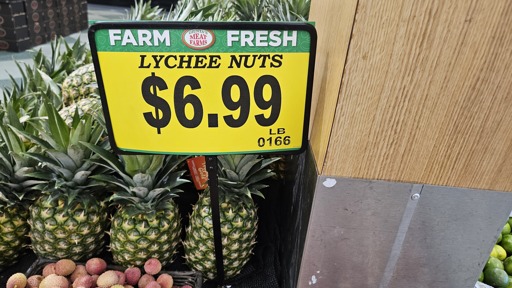 FARM MEAT FARMS FRESH
LYCHEE NUTS
$6.99
LB
0166